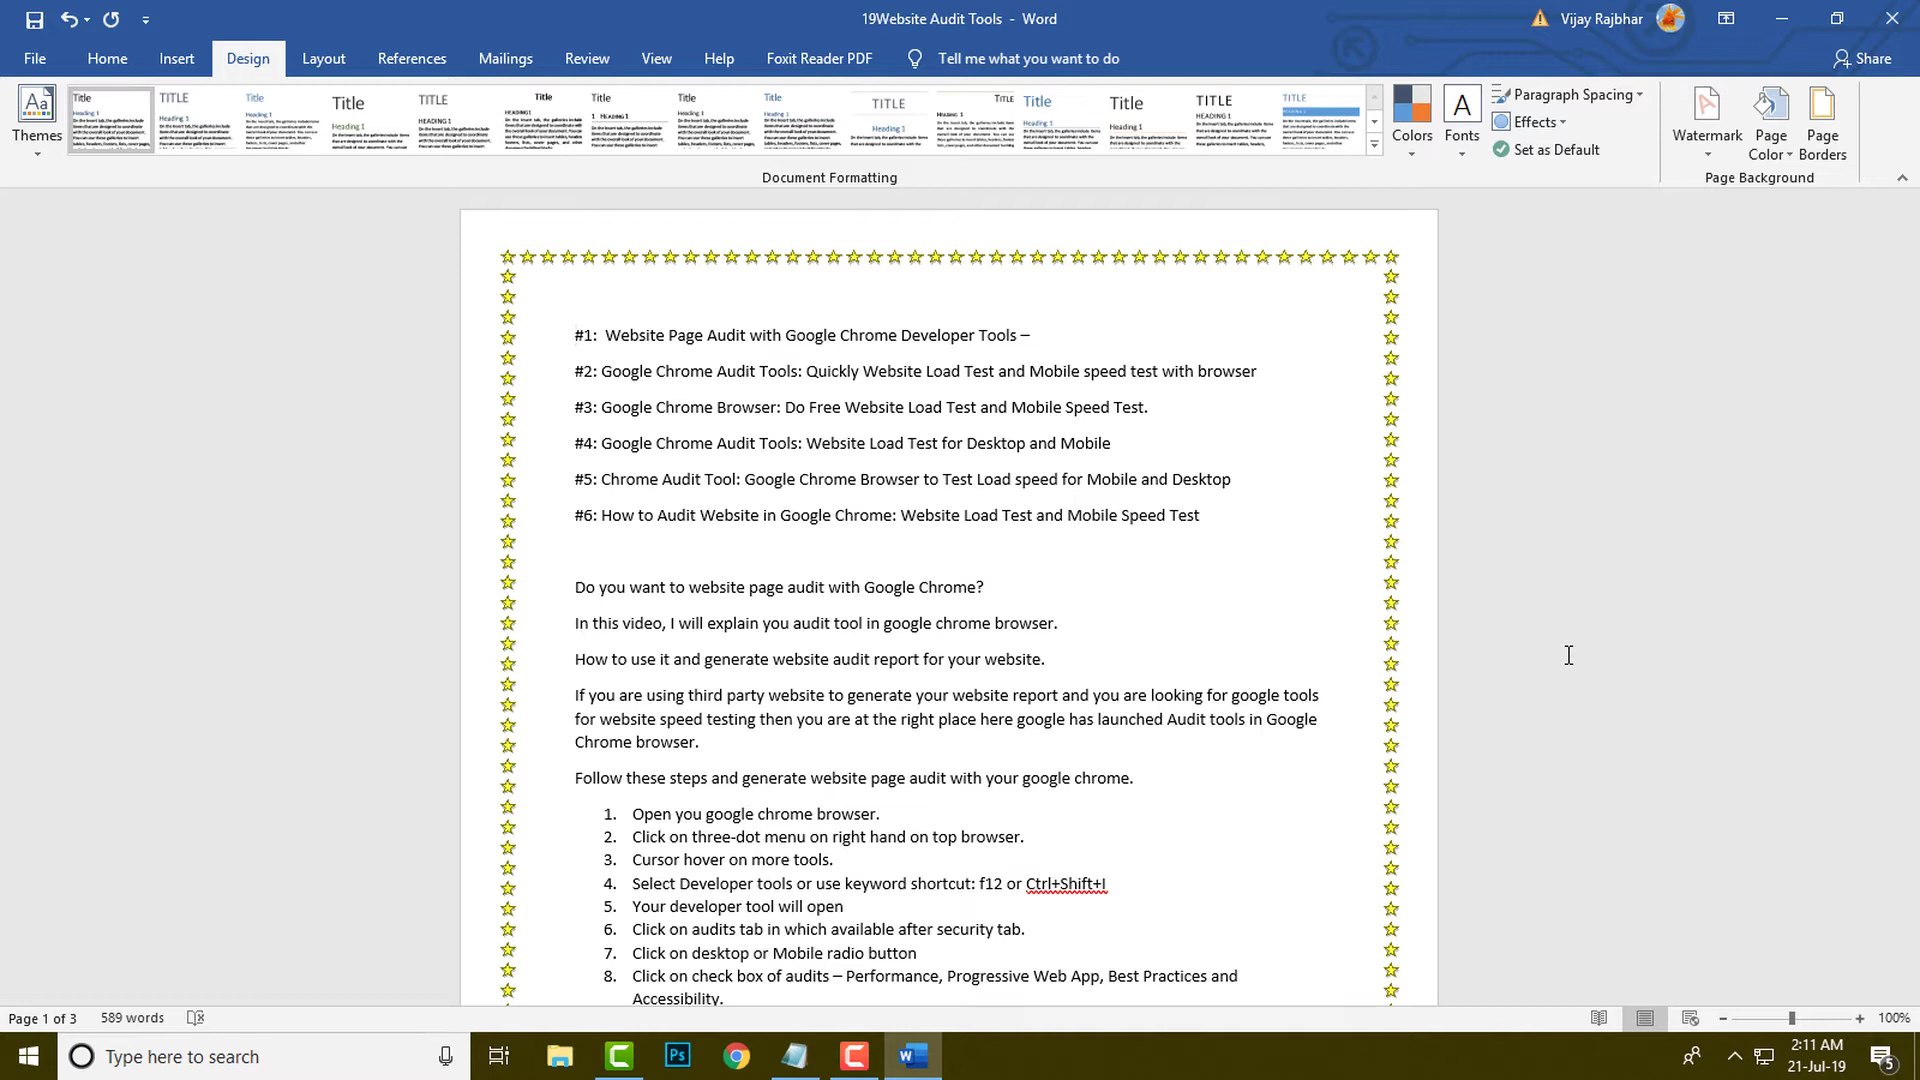 19Website Audit Tools - Word
Vijay Rajbhar
File Home Insert Design Layout References Mailings Review View Help Foxit Reader PDF Tell me what you want to do Share
Themes
Colors
Fonts
Paragraph Spacing
Effects
Set as Default
Watermark
Page Color
Page Borders
Document Formatting
Page Background
#1:  Website Page Audit with Google Chrome Developer Tools –
#2: Google Chrome Audit Tools: Quickly Website Load Test and Mobile speed test with browser
#3: Google Chrome Browser: Do Free Website Load Test and Mobile Speed Test.
#4: Google Chrome Audit Tools: Website Load Test for Desktop and Mobile
#5: Chrome Audit Tool: Google Chrome Browser to Test Load speed for Mobile and Desktop
#6: How to Audit Website in Google Chrome: Website Load Test and Mobile Speed Test
Do you want to website page audit with Google Chrome?
In this video, I will explain you audit tool in google chrome browser.
How to use it and generate website audit report for your website.
If you are using third party website to generate your website report and you are looking for google tools
for website speed testing then you are at the right place here google has launched Audit tools in Google
Chrome browser.
Follow these steps and generate website page audit with your google chrome.
1. Open you google chrome browser.
2. Click on three-dot menu on right hand on top browser.
3. Cursor hover on more tools.
4. Select Developer tools or use keyword shortcut: f12 or Ctrl+Shift+I
5. Your developer tool will open
6. Click on audits tab in which available after security tab.
7. Click on desktop or Mobile radio button
8. Click on check box of audits – Performance, Progressive Web App, Best Practices and
Accessibility.
Page 1 of 3 589 words
100%
Type here to search
2:11 AM
21-Jul-19
5